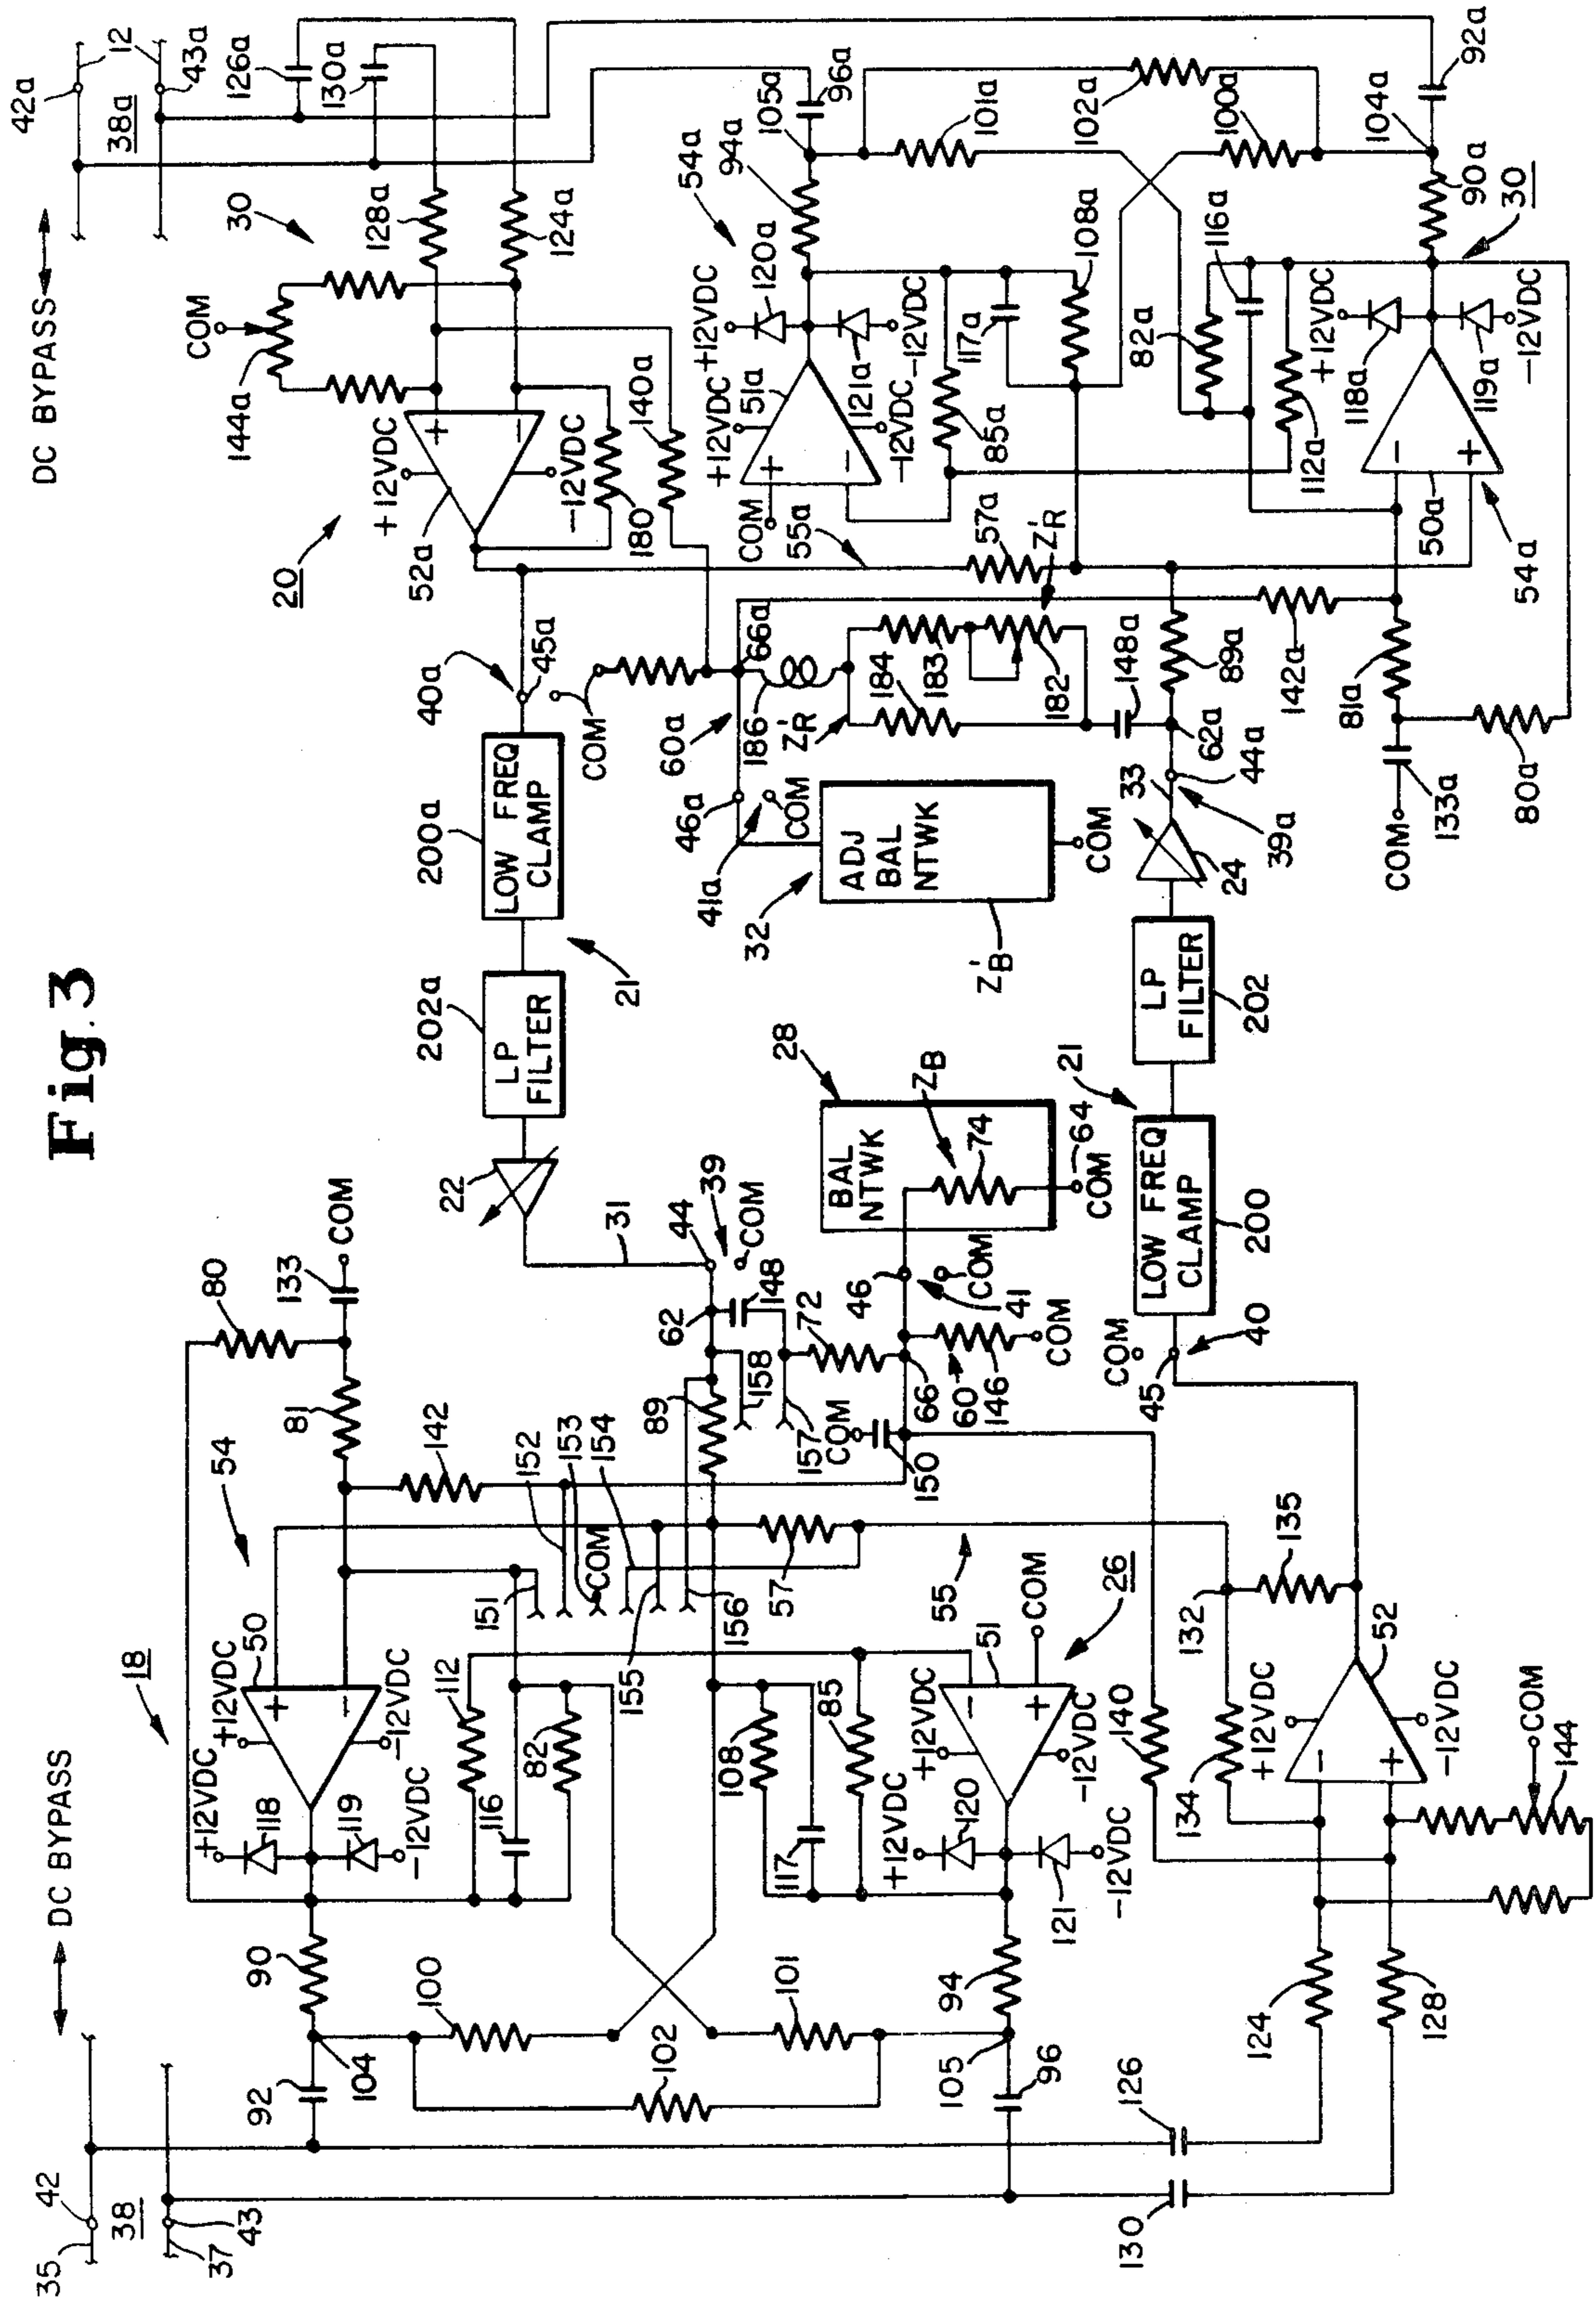 Fig. 3
DC BYPASS
DC BYPASS
42a
12
38a
43a
126a
130a
30
128a
124a
COM
144a
+12VDC
-12VDC
20
52a
180
140a
40a
45a
COM
200a
LOW FREQ
CLAMP
202a
LP
FILTER
21
22
31
55a
57a
60a
66a
186
Z'R
184
183
182
Z'R
148a
89a
62a
44a
33
39a
24
142a
81a
COM
133a
80a
46a
41a
COM
ADJ
BAL
NTWK
32
COM
Z'B
54a
94a
105a
96a
101a
102a
100a
104a
92a
90a
30
+12VDC
120a
+12VDC
51a
COM
121a
-12VDC
-12VDC
117a
85a
108a
82a
116a
112a
+12VDC
118a
119a
-12VDC
50a
54a
LP
FILTER
202
21
LOW FREQ
CLAMP
200
COM
45
40
28
BAL
NTWK
ZB
74
64
COM
44
39
COM
62
148
72
158
157
89
46
COM
41
66
60
146
COM
COM
150
80
133
COM
81
142
54
152
153
154
151
COM
155
156
57
55
18
50
+12VDC
-12VDC
+12VDC
118
119
-12VDC
112
116
82
108
117
85
26
COM
51
+12VDC
-12VDC
+12VDC
120
121
-12VDC
140
132
135
134
+12VDC
52
-12VDC
COM
144
90
100
101
94
92
104
102
105
96
35
42
38
37
43
126
130
124
128